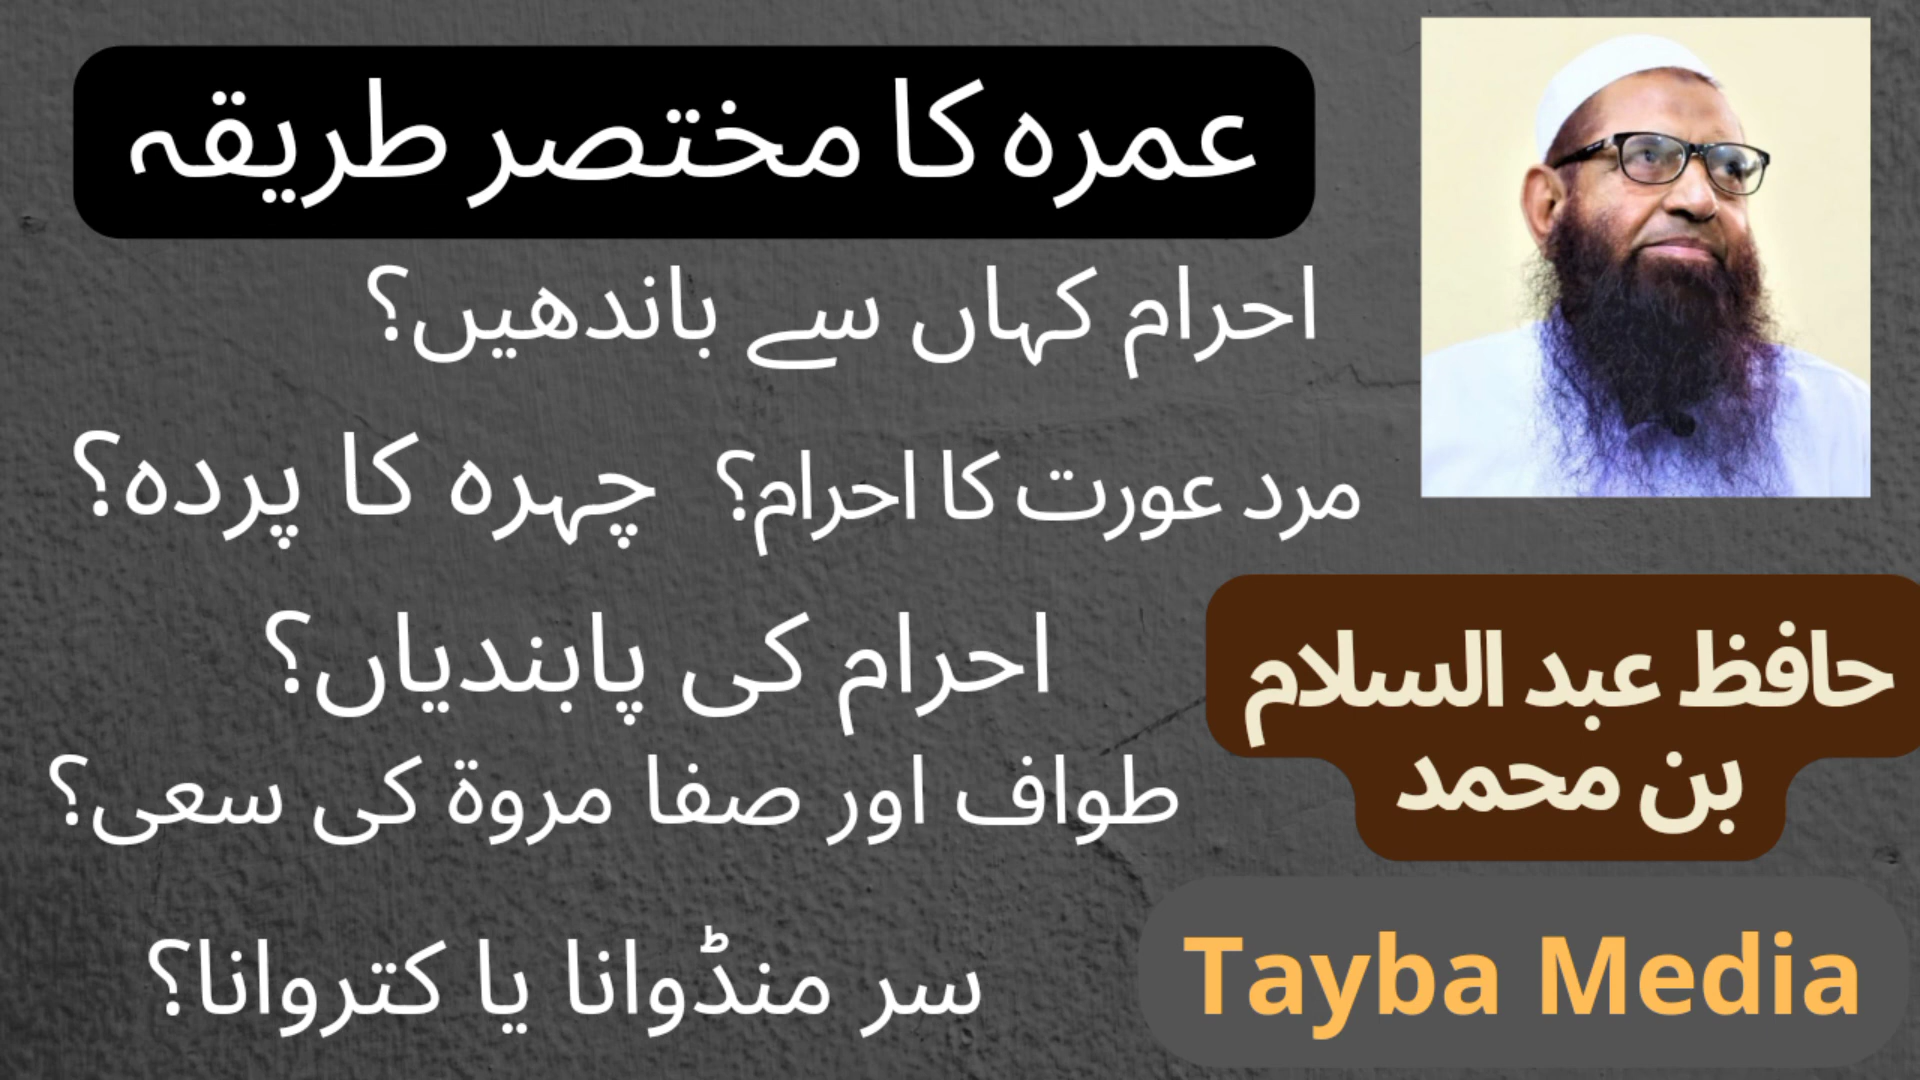 عمرہ کا مختصر طریقہ
احرام کہاں سے باندھیں؟
مرد عورت کا احرام؟ چہرہ کا پردہ؟
احرام کی پابندیاں؟
طواف اور صفا مروۃ کی سعی؟
سر منڈوانا یا کتروانا؟
حافظ عبد السلام
بن محمد
Tayba Media